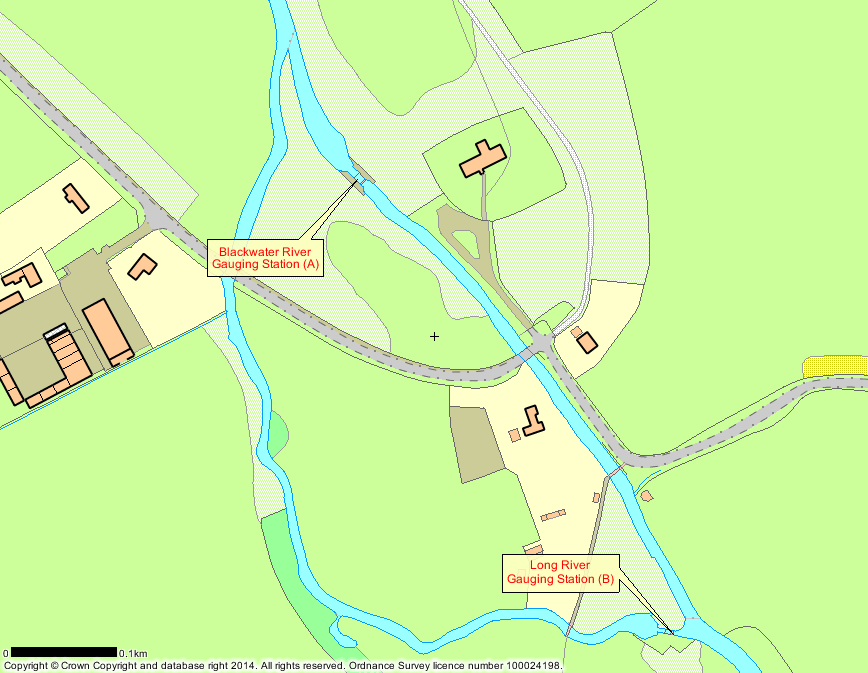 Blackwater River
Gauging Station (A)
Long River
Gauging Station (B)
0 0.1km
Copyright © Crown Copyright and database right 2014. All rights reserved. Ordnance Survey licence number 100024198.